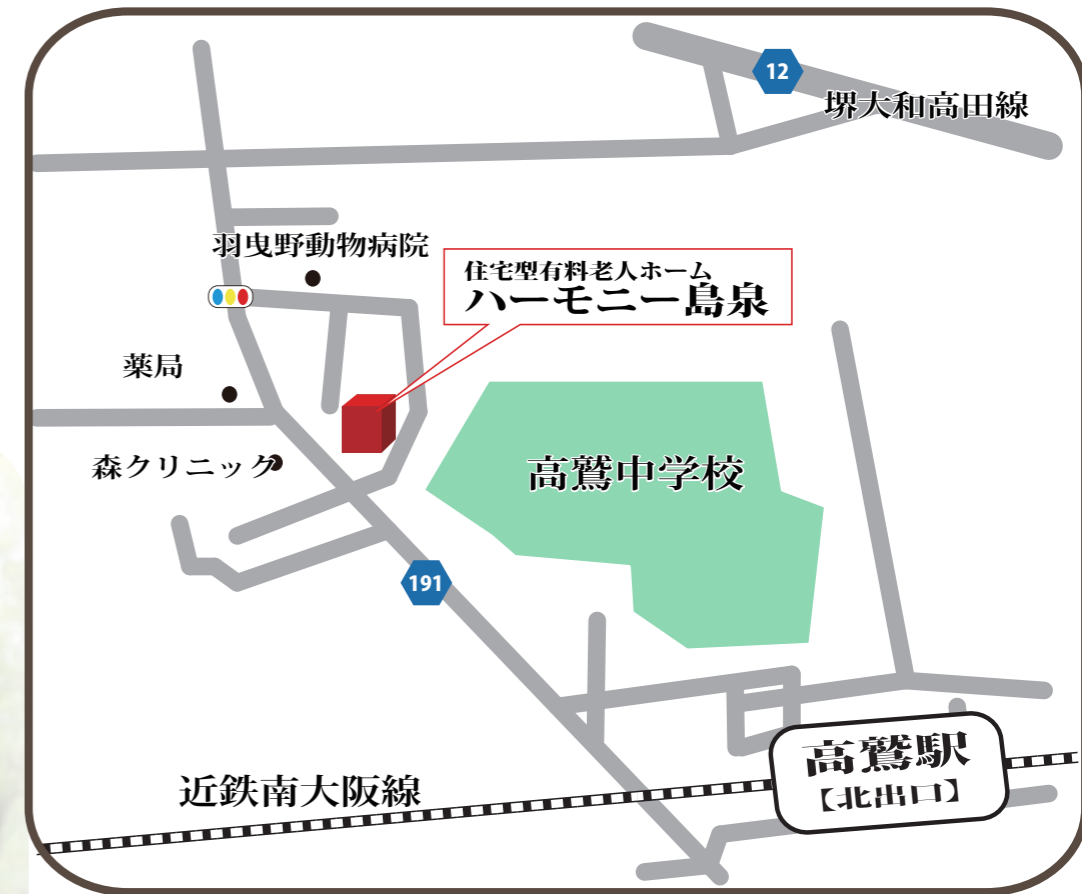 12
堺大和高田線
羽曳野動物病院
住宅型有料老人ホーム
ハーモニー島泉
薬局
森クリニック
高鷲中学校
191
高鷲駅
【北出口】
近鉄南大阪線